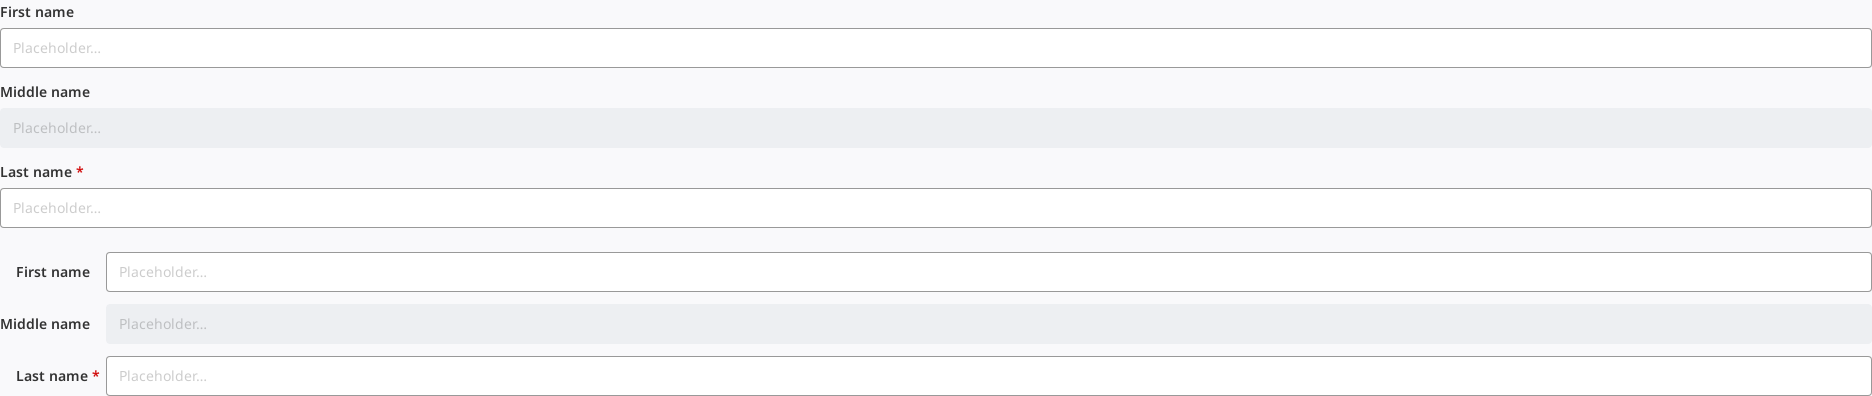 First name
Placeholder...
Middle name
Placeholder...
Last name *
Placeholder...
First name Placeholder...
Middle name Placeholder...
Last name * Placeholder...